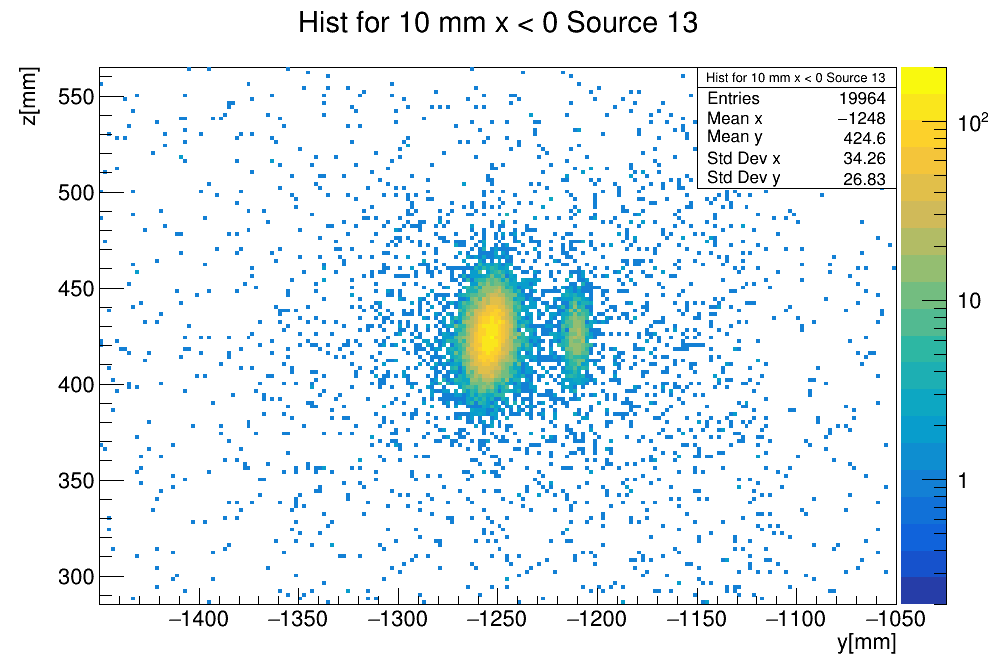 Hist for 10 mm x < 0 Source 13
z[mm]
Hist for 10 mm x < 0 Source 13
Entries 19964
Mean x −1248
Mean y 424.6
Std Dev x 34.26
Std Dev y 26.83
550
500
450
400
350
300
10²
10
1
−1400 −1350 −1300 −1250 −1200 −1150 −1100 −1050
y[mm]